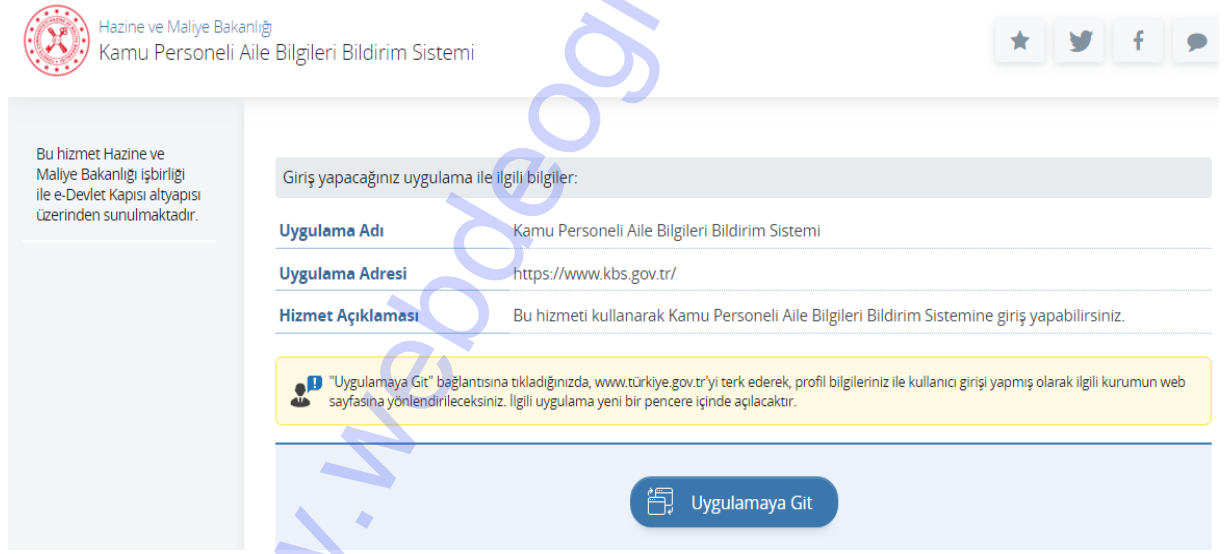 Hazine ve Maliye Bakanlığı
Kamu Personeli Aile Bilgileri Bildirim Sistemi
Bu hizmet Hazine ve
Maliye Bakanlığı işbirliği
ile e-Devlet Kapısı altyapısı
üzerinden sunulmaktadır.
Giriş yapacağınız uygulama ile ilgili bilgiler:
Uygulama Adı Kamu Personeli Aile Bilgileri Bildirim Sistemi
Uygulama Adresi https://www.kbs.gov.tr/
Hizmet Açıklaması Bu hizmeti kullanarak Kamu Personeli Aile Bilgileri Bildirim Sistemine giriş yapabilirsiniz.
"Uygulamaya Git" bağlantısına tıkladığınızda, www.türkiye.gov.tr'yi terk ederek, profil bilgileriniz ile kullanıcı girişi yapmış olarak ilgili kurumun web
sayfasına yönlendirileceksiniz. İlgili uygulama yeni bir pencere içinde açılacaktır.
Uygulamaya Git
w.webdeogr